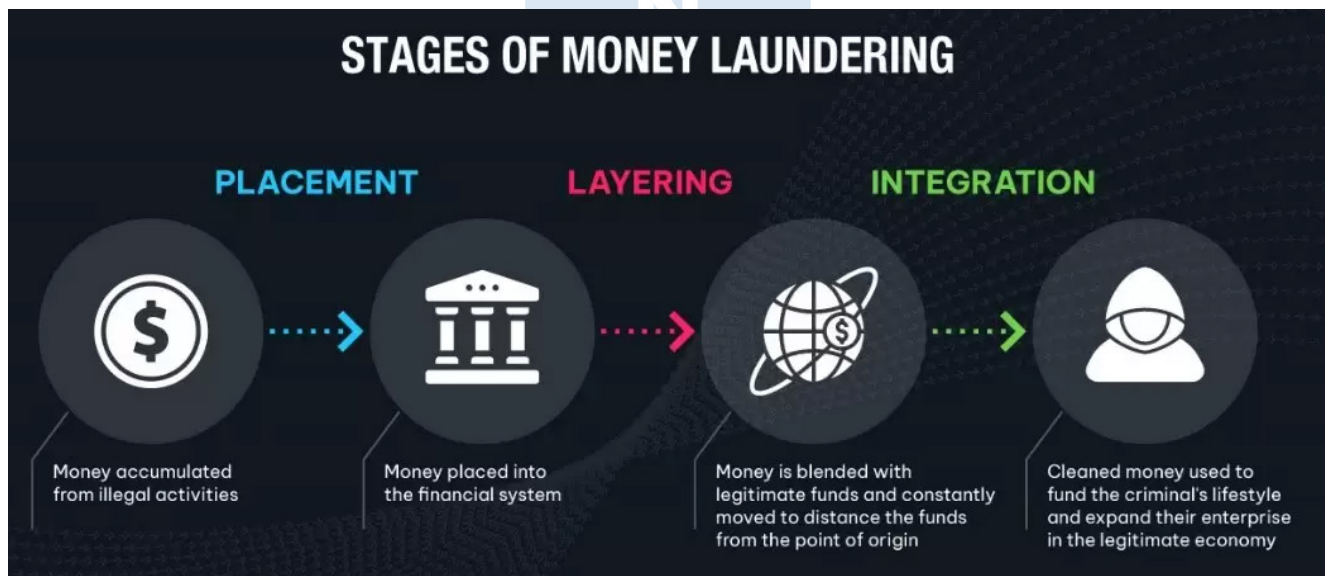 STAGES OF MONEY LAUNDERING
PLACEMENT
LAYERING
INTEGRATION
Money accumulated
from illegal activities
Money placed into
the financial system
Money is blended with
legitimate funds and constantly
moved to distance the funds
from the point of origin
Cleaned money used to
fund the criminal's lifestyle
and expand their enterprise
in the legitimate economy